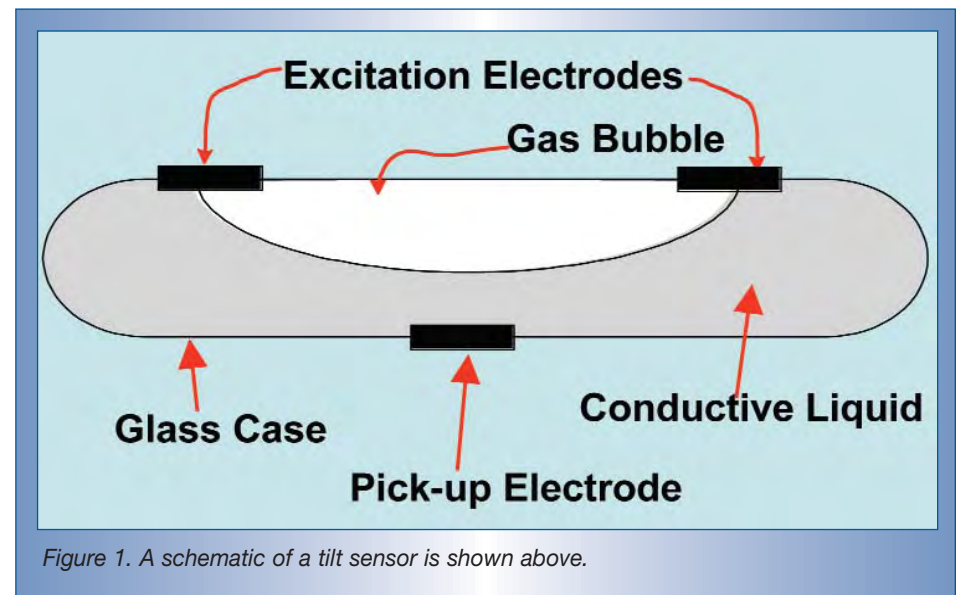 Excitation Electrodes
Gas Bubble
Conductive Liquid
Glass Case
Pick-up Electrode
Figure 1. A schematic of a tilt sensor is shown above.